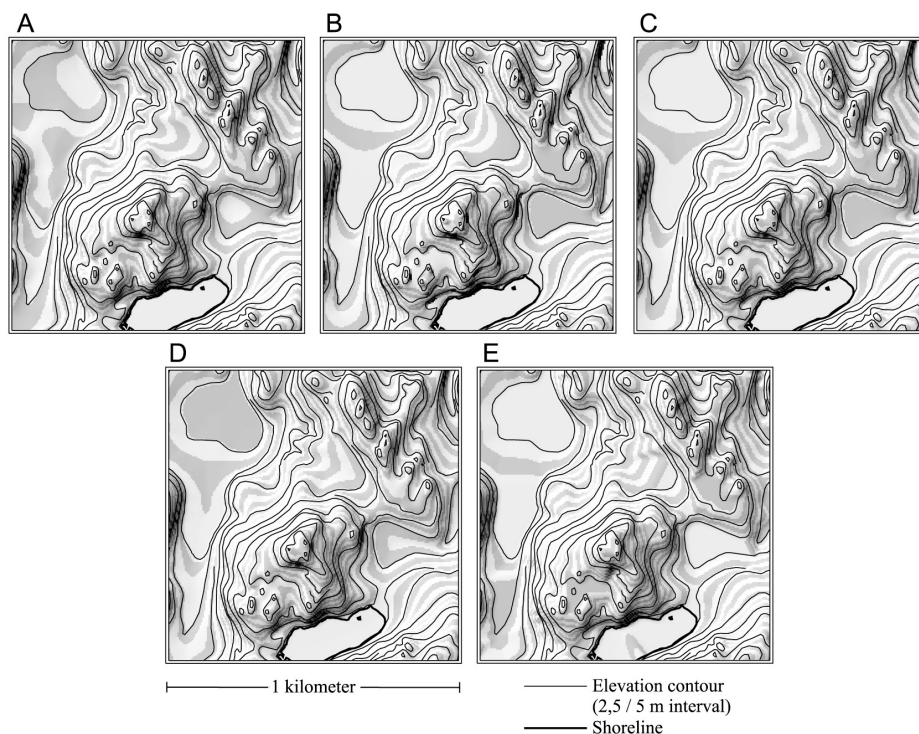 A
B
C
D
E
1 kilometer
Elevation contour
(2,5 / 5 m interval)
Shoreline